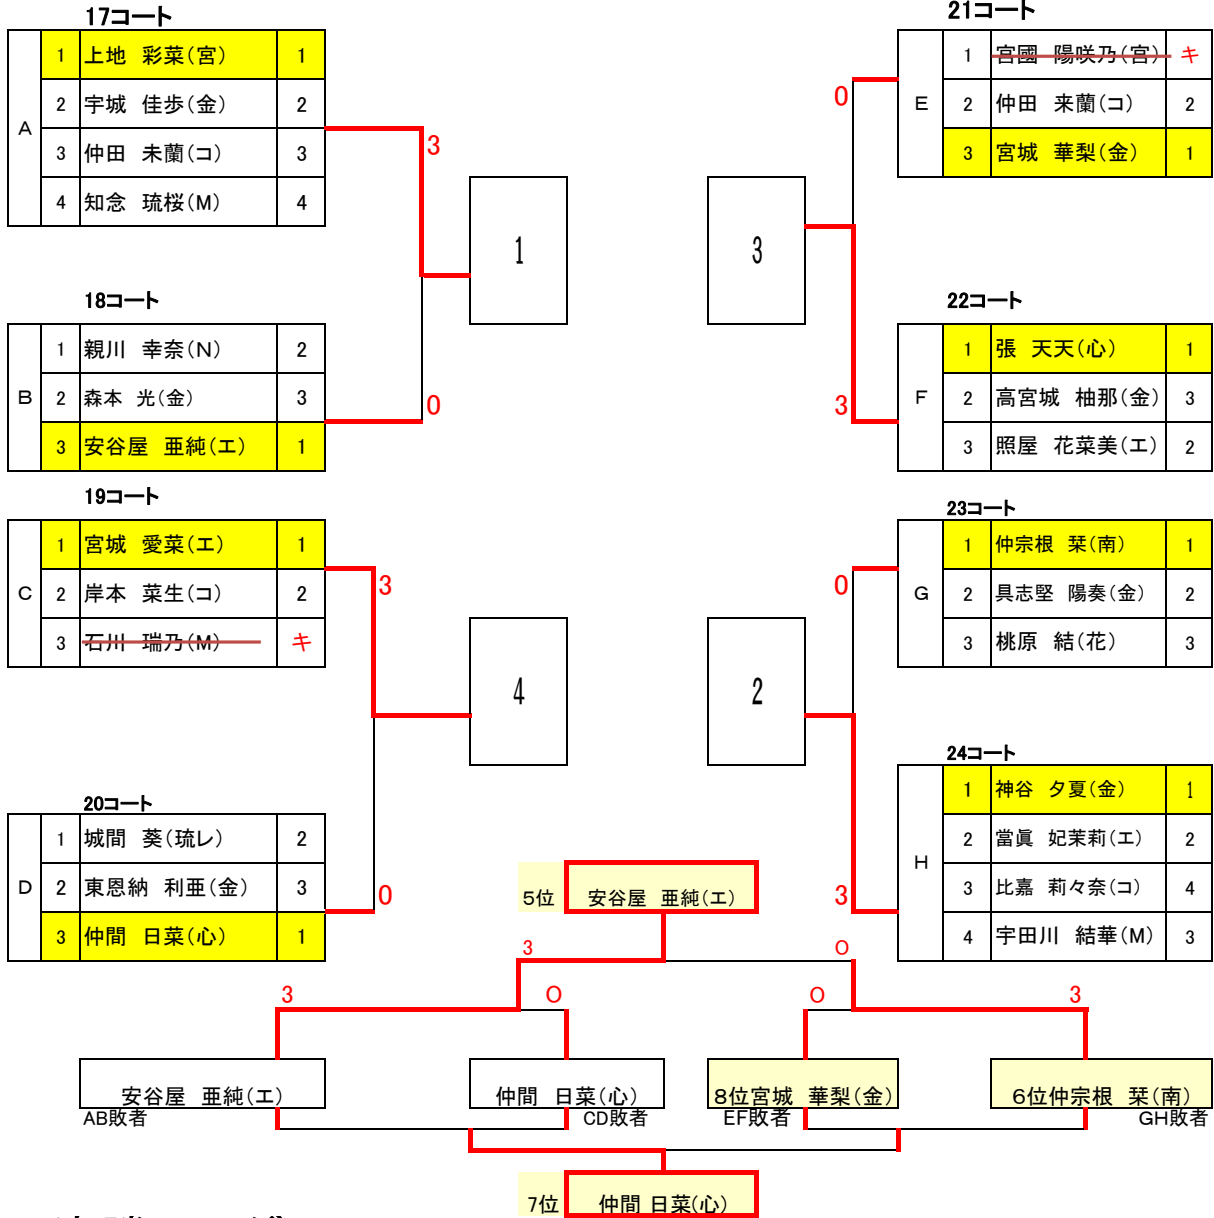 17コート
A
1 上地 彩菜(宮) 1
2 宇城 佳歩(金) 2
3 仲田 未蘭(コ) 3
4 知念 琉桜(M) 4
3
1
18コート
B
1 親川 幸奈(N) 2
2 森本 光(金) 3
3 安谷屋 亜純(エ) 1
0
19コート
C
1 宮城 愛菜(エ) 1
2 岸本 菜生(コ) 2
3 石川 瑞乃(M) キ
3
4
20コート
D
1 城間 葵(琉レ) 2
2 東恩納 利亜(金) 3
3 仲間 日菜(心) 1
0
21コート
E
1 宮國 陽咲乃(宮) キ
2 仲田 来蘭(コ) 2
3 宮城 華梨(金) 1
0
3
22コート
F
1 張 天天(心) 1
2 高宮城 柚那(金) 3
3 照屋 花菜美(エ) 2
3
23コート
G
1 仲宗根 栞(南) 1
2 具志堅 陽奏(金) 2
3 桃原 結(花) 3
0
2
24コート
H
1 神谷 夕夏(金) 1
2 當眞 妃茉莉(エ) 2
3 比嘉 莉々奈(コ) 4
4 宇田川 結華(M) 3
3
5位 安谷屋 亜純(エ)
3 0
3 0 0 3
安谷屋 亜純(エ) 仲間 日菜(心) 8位宮城 華梨(金) 6位仲宗根 栞(南)
AB敗者 CD敗者 EF敗者 GH敗者
7位 仲間 日菜(心)